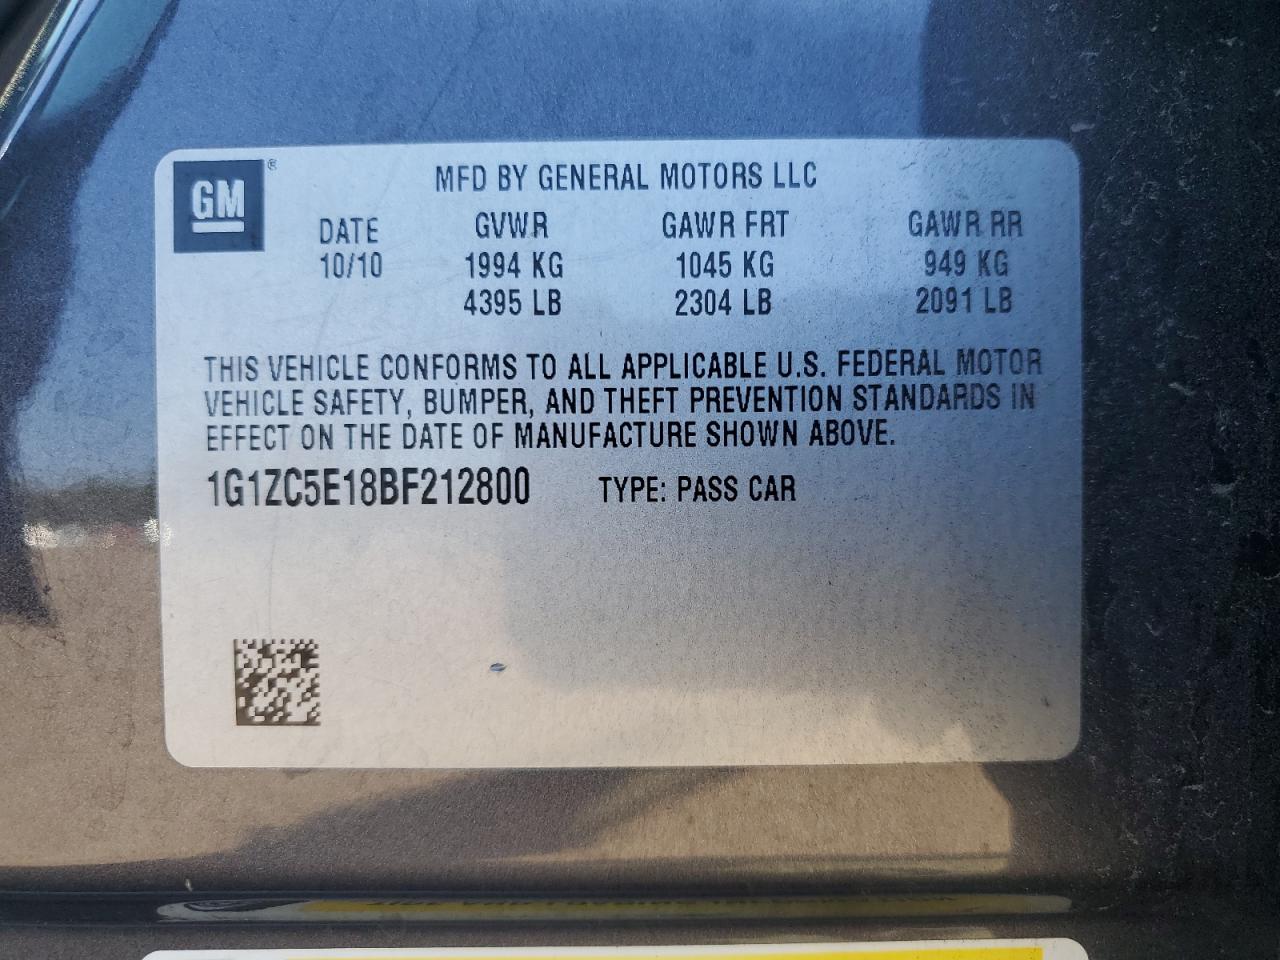 GM®
MFD BY GENERAL MOTORS LLC
DATE GVWR GAWR FRT GAWR RR
10/10 1994 KG 1045 KG 949 KG
4395 LB 2304 LB 2091 LB
THIS VEHICLE CONFORMS TO ALL APPLICABLE U.S. FEDERAL MOTOR
VEHICLE SAFETY, BUMPER, AND THEFT PREVENTION STANDARDS IN
EFFECT ON THE DATE OF MANUFACTURE SHOWN ABOVE.
1G1ZC5E18BF212800 TYPE: PASS CAR